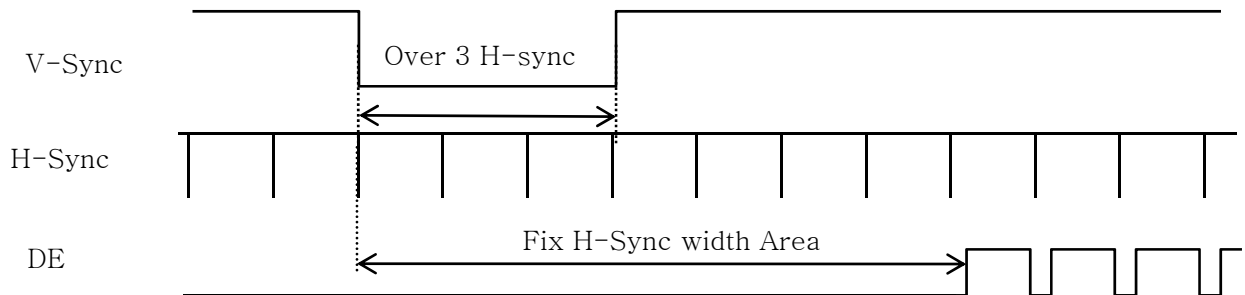 V-Sync
Over 3 H-sync
H-Sync
Fix H-Sync width Area
DE